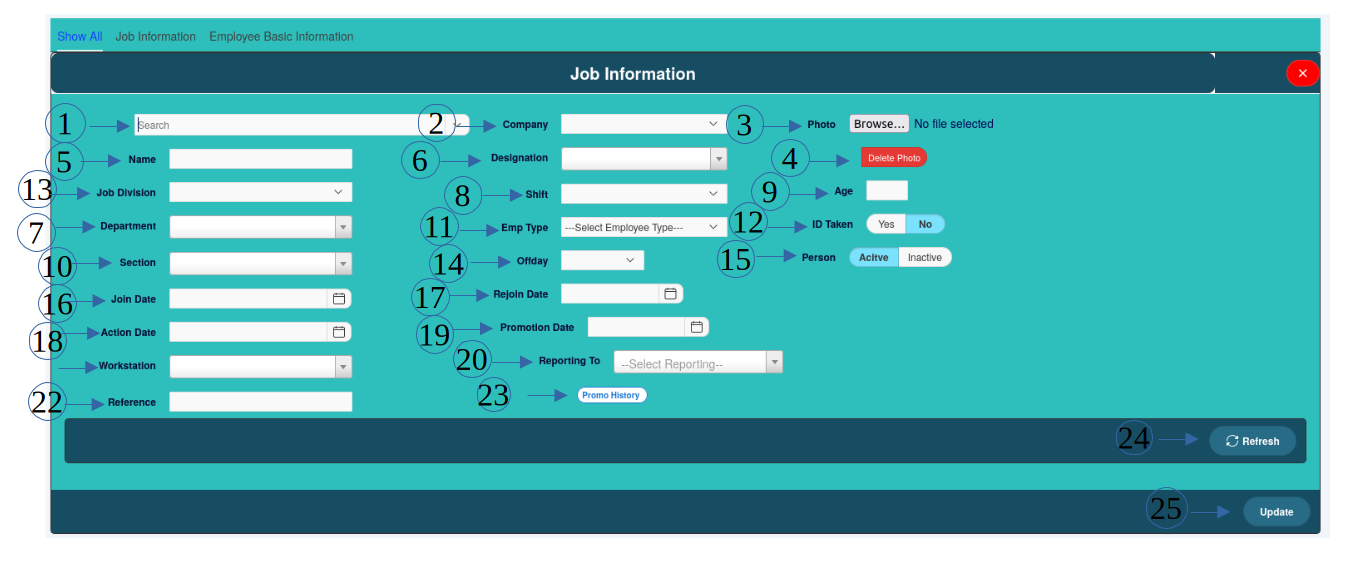 Show All Job Information Employee Basic Information
Job Information
1 Search 2 Company 3 Photo Browse... No file selected
5 Name 6 Designation 4 Delete Photo
13 Job Division 8 Shift 9 Age
7 Department 11 Emp Type ---Select Employee Type--- 12 ID Taken Yes No
10 Section 14 Offday 15 Person Acitve Inactive
16 Join Date 17 Rejoin Date
18 Action Date 19 Promotion Date
Workstation 20 Reporting To --Select Reporting--
22 Reference 23 Promo History
24 Refresh
25 Update